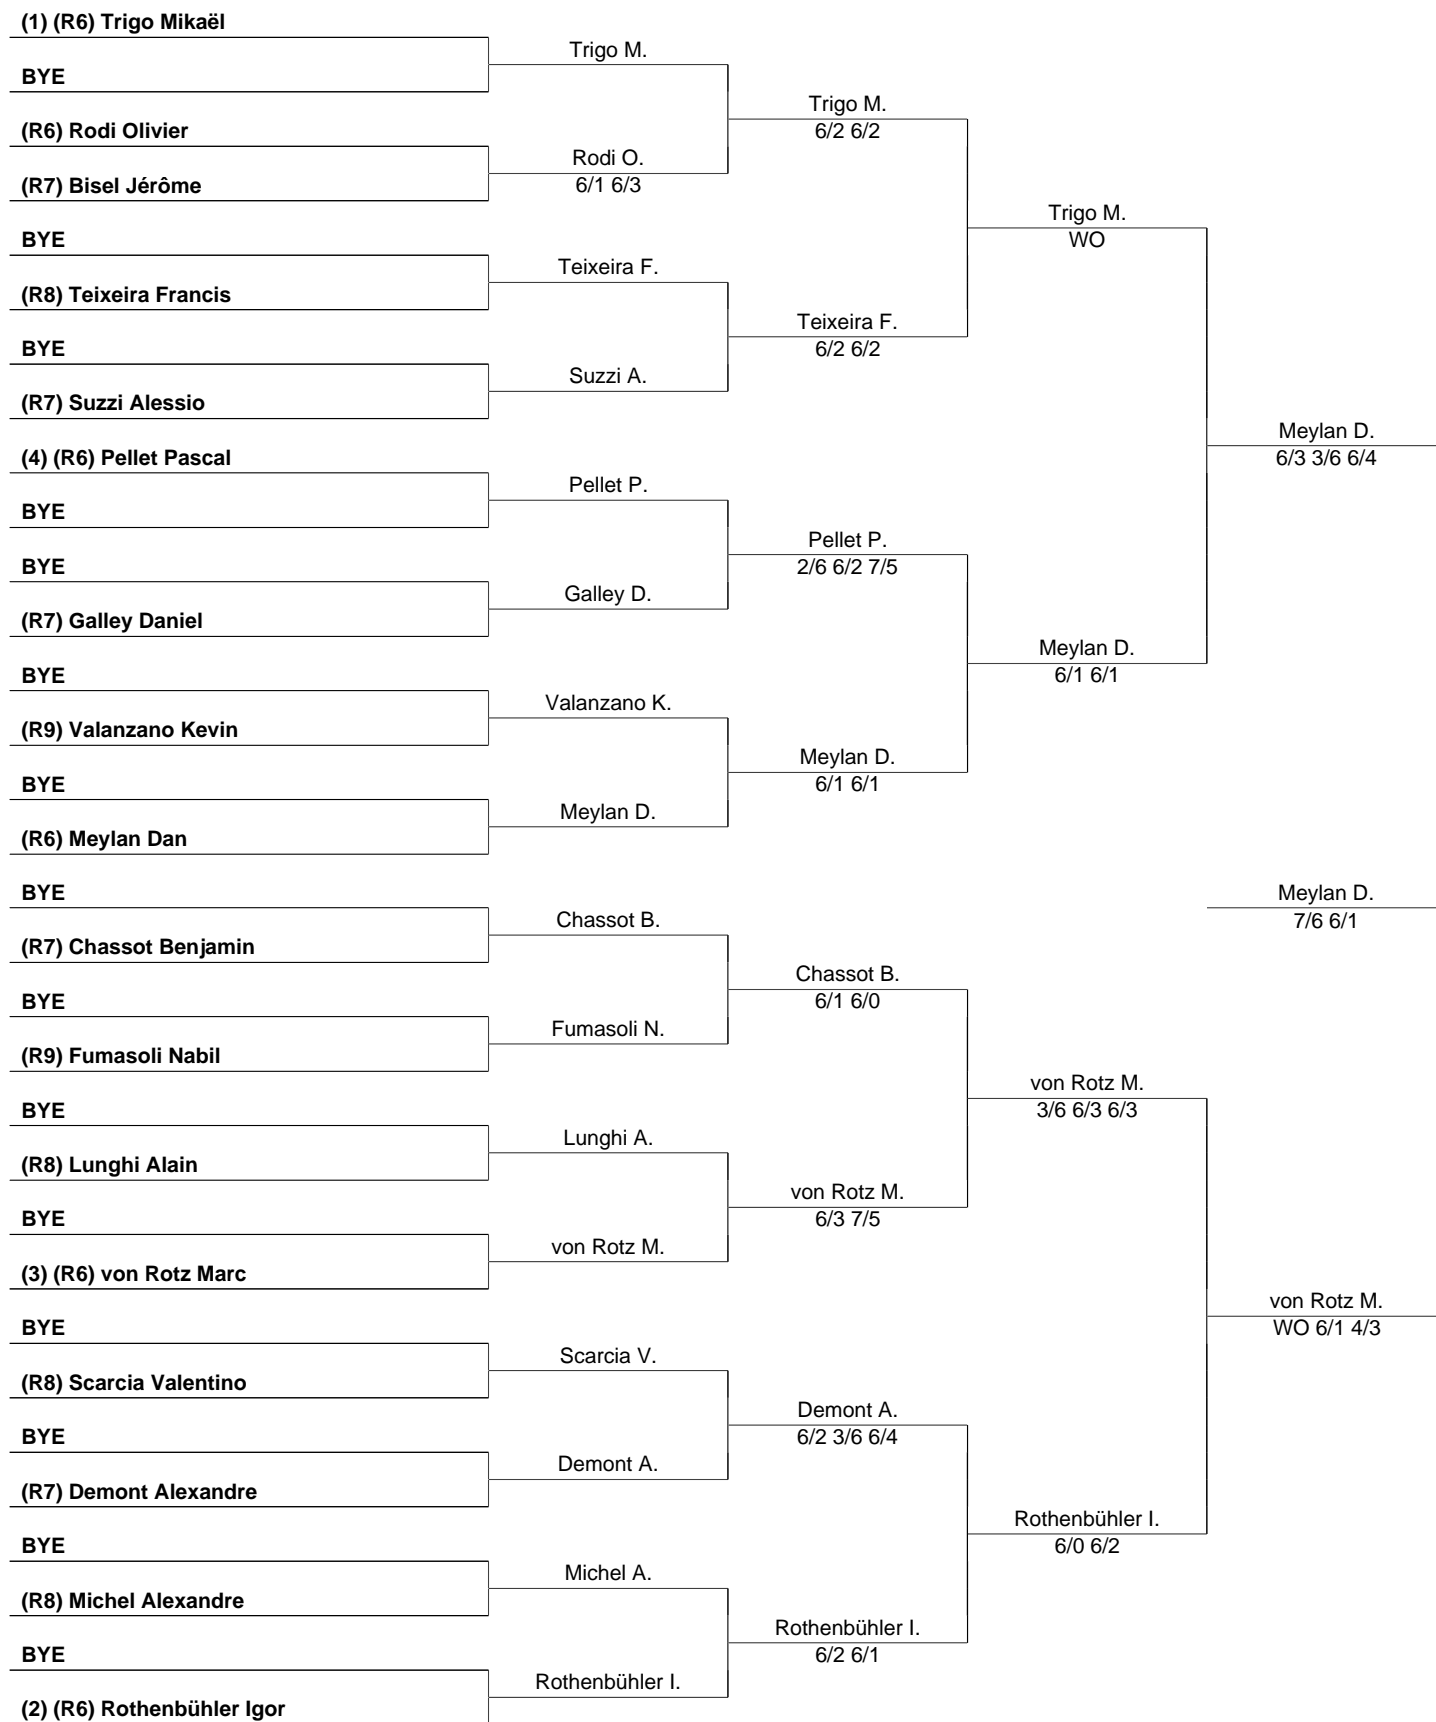 (1) (R6) Trigo Mikaël
BYE
(R6) Rodi Olivier
(R7) Bisel Jérôme
BYE
(R8) Teixeira Francis
BYE
(R7) Suzzi Alessio
(4) (R6) Pellet Pascal
BYE
BYE
(R7) Galley Daniel
BYE
(R9) Valanzano Kevin
BYE
(R6) Meylan Dan
BYE
(R7) Chassot Benjamin
BYE
(R9) Fumasoli Nabil
BYE
(R8) Lunghi Alain
BYE
(3) (R6) von Rotz Marc
BYE
(R8) Scarcia Valentino
BYE
(R7) Demont Alexandre
BYE
(R8) Michel Alexandre
BYE
(2) (R6) Rothenbühler Igor
Trigo M.
Rodi O.
6/1 6/3
Teixeira F.
Suzzi A.
Pellet P.
Galley D.
Valanzano K.
Meylan D.
Chassot B.
Fumasoli N.
Lunghi A.
von Rotz M.
Scarcia V.
Demont A.
Michel A.
Rothenbühler I.
Trigo M.
6/2 6/2
Teixeira F.
6/2 6/2
Pellet P.
2/6 6/2 7/5
Meylan D.
6/1 6/1
Chassot B.
6/1 6/0
von Rotz M.
6/3 7/5
Demont A.
6/2 3/6 6/4
Rothenbühler I.
6/2 6/1
Trigo M.
WO
Meylan D.
6/1 6/1
von Rotz M.
3/6 6/3 6/3
Rothenbühler I.
6/0 6/2
Meylan D.
6/3 3/6 6/4
Meylan D.
7/6 6/1
von Rotz M.
WO 6/1 4/3